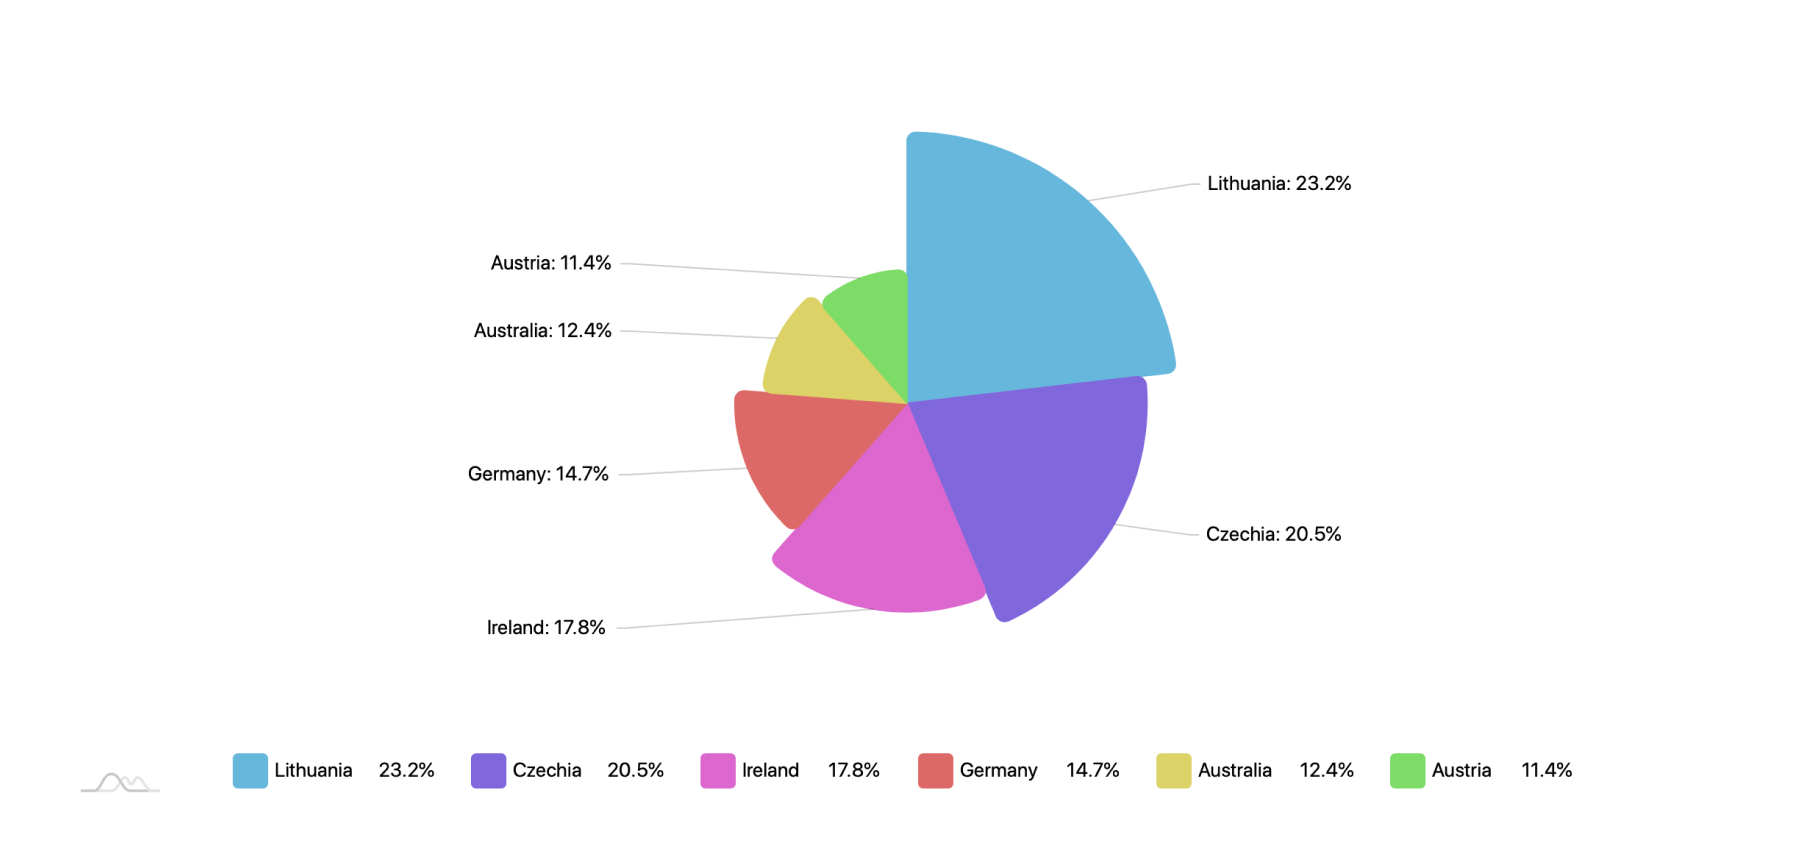 Lithuania: 23.2%
Austria: 11.4%
Australia: 12.4%
Germany: 14.7%
Czechia: 20.5%
Ireland: 17.8%
Lithuania 23.2% Czechia 20.5% Ireland 17.8% Germany 14.7% Australia 12.4% Austria 11.4%